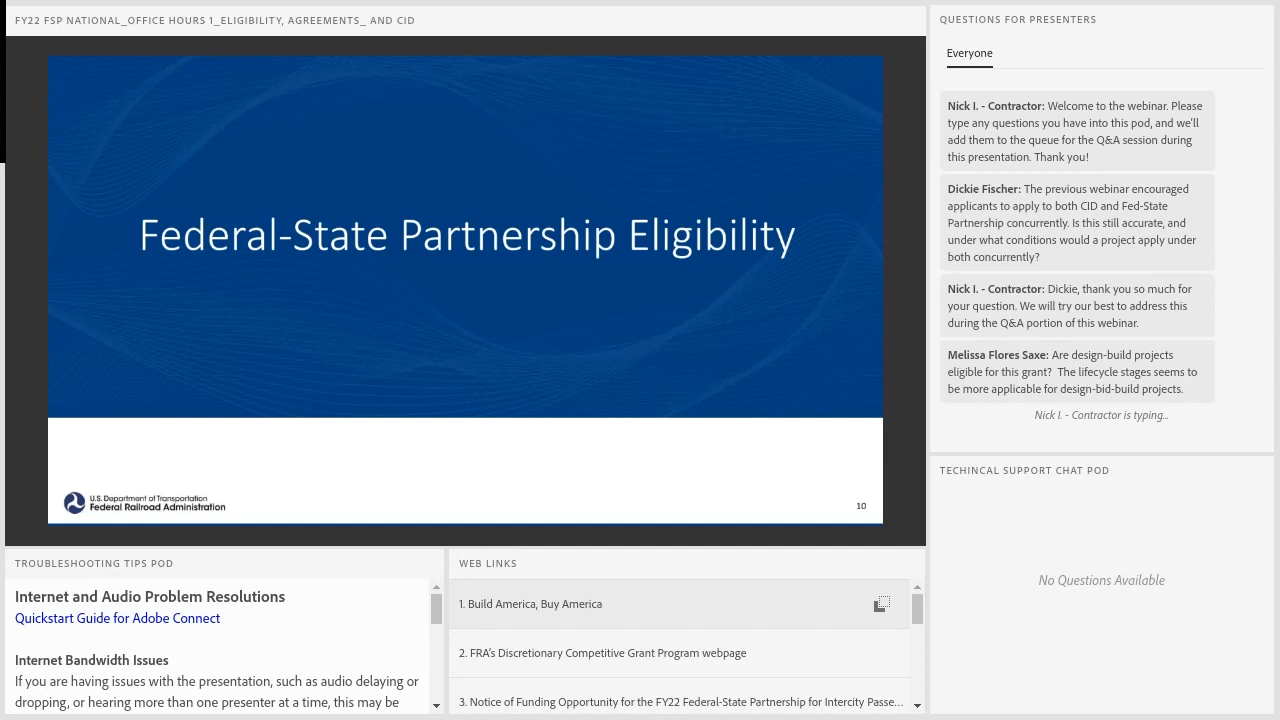 FY22 FSP NATIONAL_OFFICE HOURS 1_ELIGIBILITY, AGREEMENTS_ AND CID
Federal-State Partnership Eligibility
U.S. Department of Transportation
Federal Railroad Administration
10
TROUBLESHOOTING TIPS POD
Internet and Audio Problem Resolutions
Quickstart Guide for Adobe Connect
Internet Bandwidth Issues
If you are having issues with the presentation, such as audio delaying or
dropping, or hearing more than one presenter at a time, this may be
WEB LINKS
1. Build America, Buy America
2. FRA's Discretionary Competitive Grant Program webpage
3. Notice of Funding Opportunity for the FY22 Federal-State Partnership for Intercity Passe...
QUESTIONS FOR PRESENTERS
Everyone
Nick I. - Contractor: Welcome to the webinar. Please
type any questions you have into this pod, and we'll
add them to the queue for the Q&A session during
this presentation. Thank you!
Dickie Fischer: The previous webinar encouraged
applicants to apply to both CID and Fed-State
Partnership concurrently. Is this still accurate, and
under what conditions would a project apply under
both concurrently?
Nick I. - Contractor: Dickie, thank you so much for
your question. We will try our best to address this
during the Q&A portion of this webinar.
Melissa Flores Saxe: Are design-build projects
eligible for this grant?  The lifecycle stages seems to
be more applicable for design-bid-build projects.
Nick I. - Contractor is typing...
TECHINCAL SUPPORT CHAT POD
No Questions Available